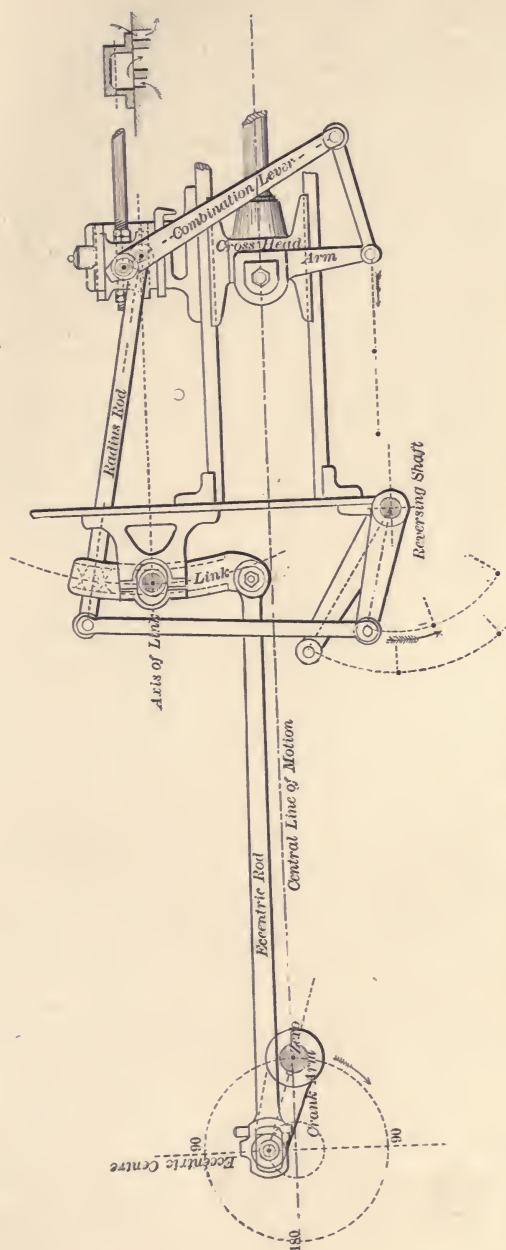 Combination Lever
Cross Head
Arm
Radius Rod
Link
Axis of Link
Reversing Shaft
Eccentric Rod
Central Line of Motion
Zero
Crank Arm
Eccentric Centre
90
90
180